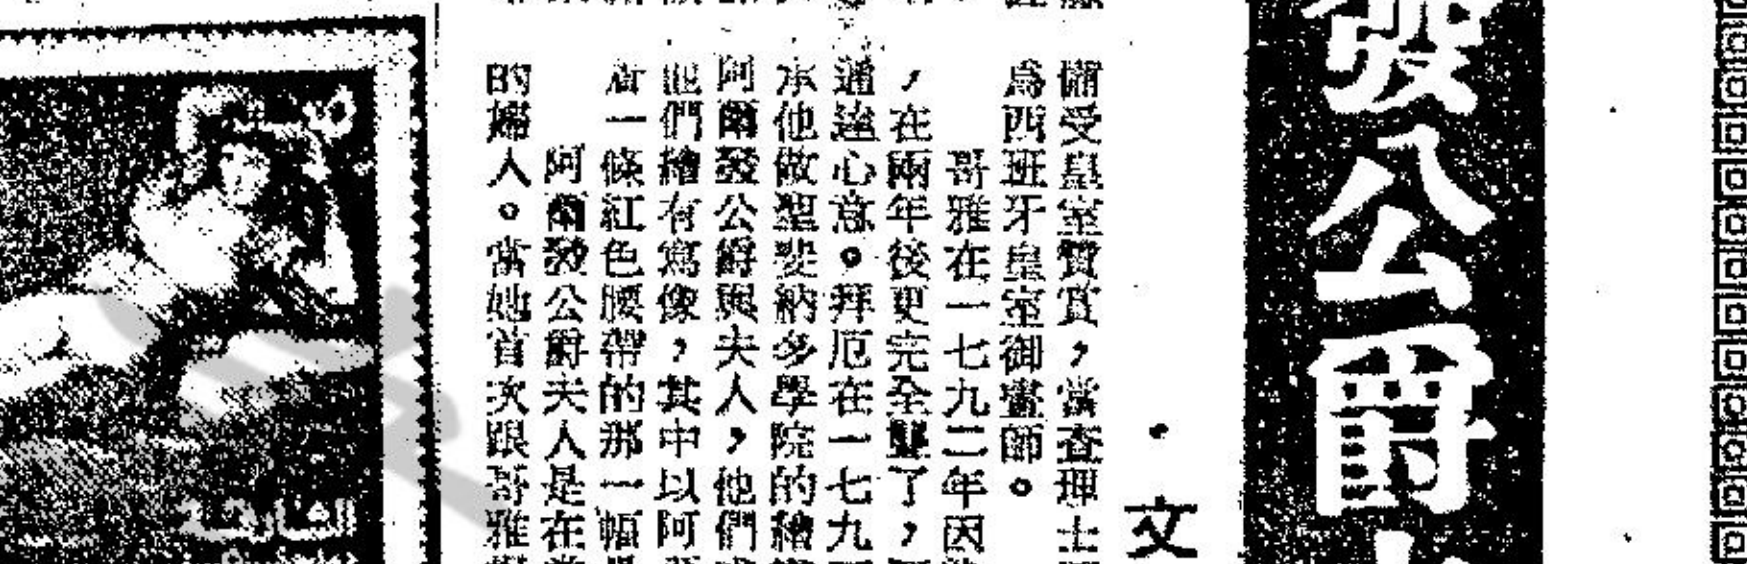 發公爵
文
備受皇室贊賞，當查理士
爲西班牙皇室御畫師。
哥雅在一七九二年因
，在兩年後更完全聾了，
通達心意。拜厄在一七九
承他做聖斐納多學院的繪
阿爾發公爵與夫人，他們
他們繪有寫像，其中以阿
着一條紅色腰帶的那一幅
阿爾發公爵夫人是在
的婦人。當她首次跟哥雅